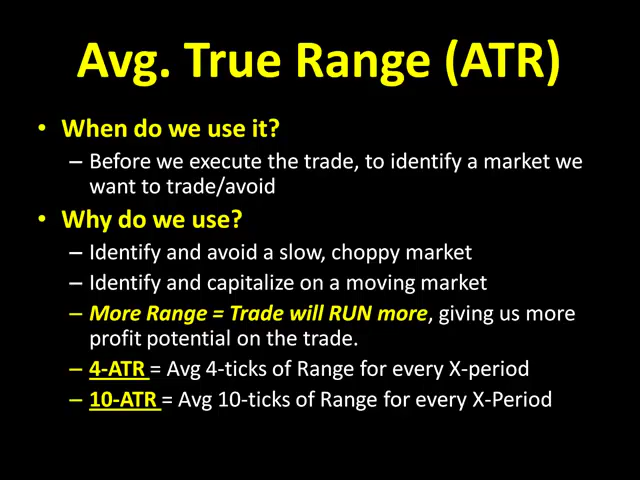 Avg. True Range (ATR)
• When do we use it?
– Before we execute the trade, to identify a market we
want to trade/avoid
• Why do we use?
– Identify and avoid a slow, choppy market
– Identify and capitalize on a moving market
– More Range = Trade will RUN more, giving us more
profit potential on the trade.
– 4-ATR = Avg 4-ticks of Range for every X-period
– 10-ATR = Avg 10-ticks of Range for every X-Period